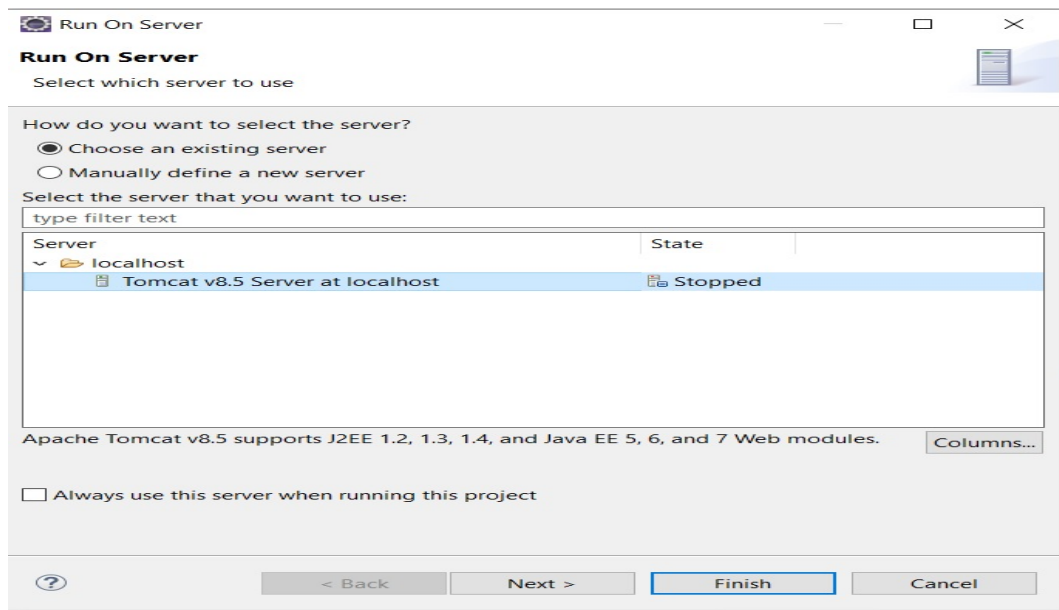 Run On Server
Run On Server
Select which server to use
How do you want to select the server?
Choose an existing server
Manually define a new server
Select the server that you want to use:
type filter text
Server State
localhost
Tomcat v8.5 Server at localhost Stopped
Apache Tomcat v8.5 supports J2EE 1.2, 1.3, 1.4, and Java EE 5, 6, and 7 Web modules. Columns...
Always use this server when running this project
? < Back Next > Finish Cancel